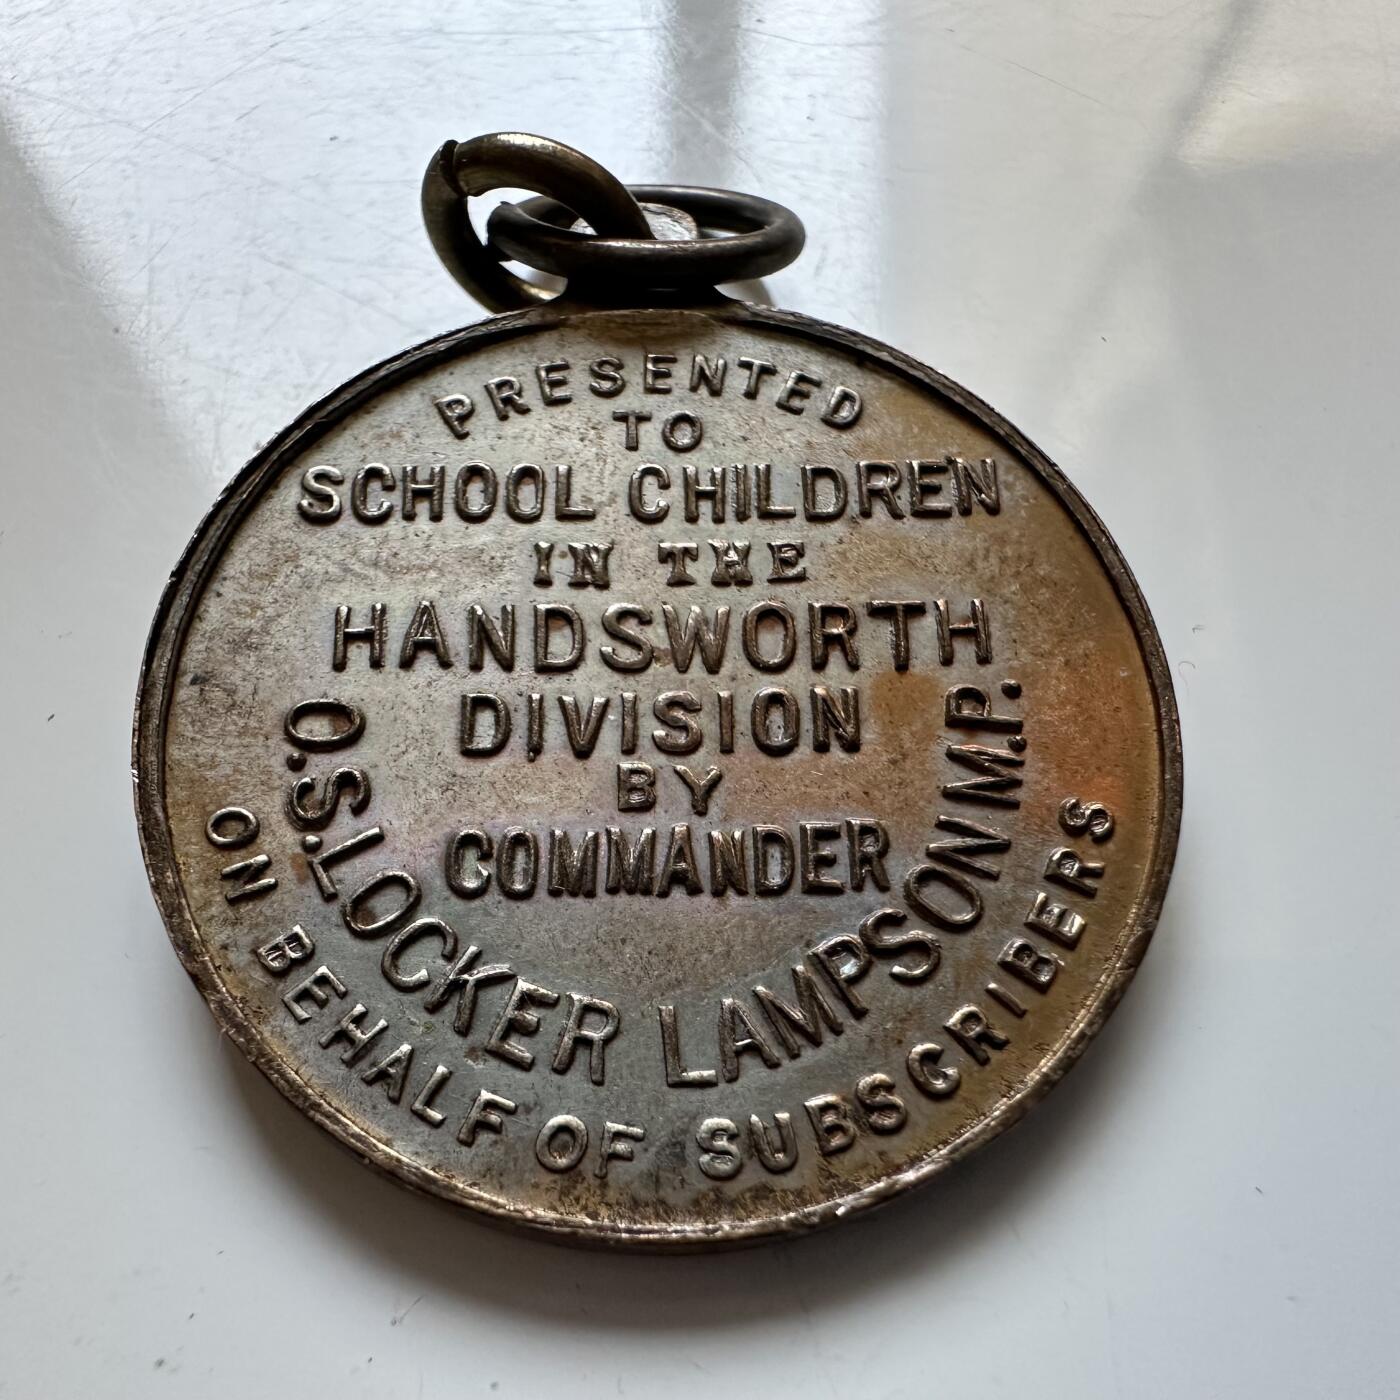 PRESENTED
TO
SCHOOL CHILDREN
IN THE
HANDSWORTH
DIVISION
BY
COMMANDER
O.S. LOCKER LAMPSON M.P.
ON BEHALF OF SUBSCRIBERS